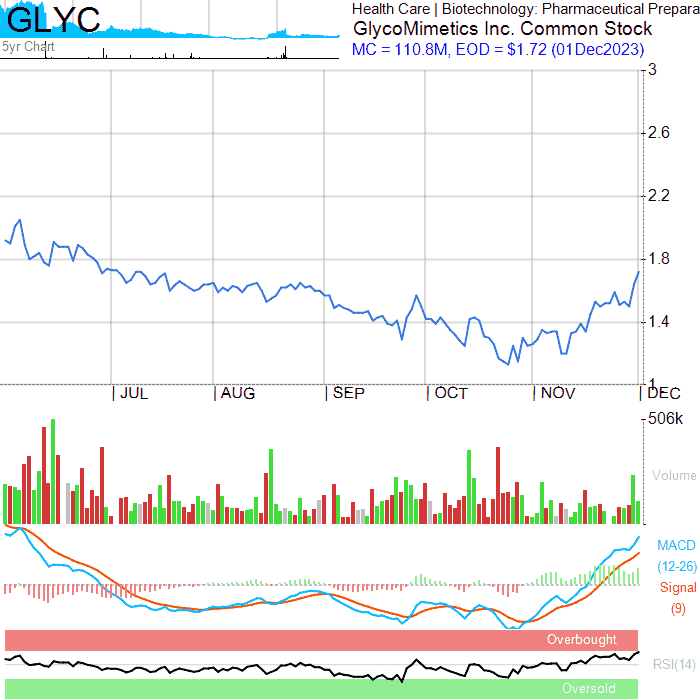 GLYC
Health Care | Biotechnology: Pharmaceutical Prepara
GlycoMimetics Inc. Common Stock
5yr Chart
MC = 110.8M, EOD = $1.72 (01Dec2023)
3
2.6
2.2
1.8
1.4
1
JUL
AUG
SEP
OCT
NOV
DEC
506k
Volume
MACD
(12-26)
Signal
(9)
Overbought
RSI(14)
Oversold